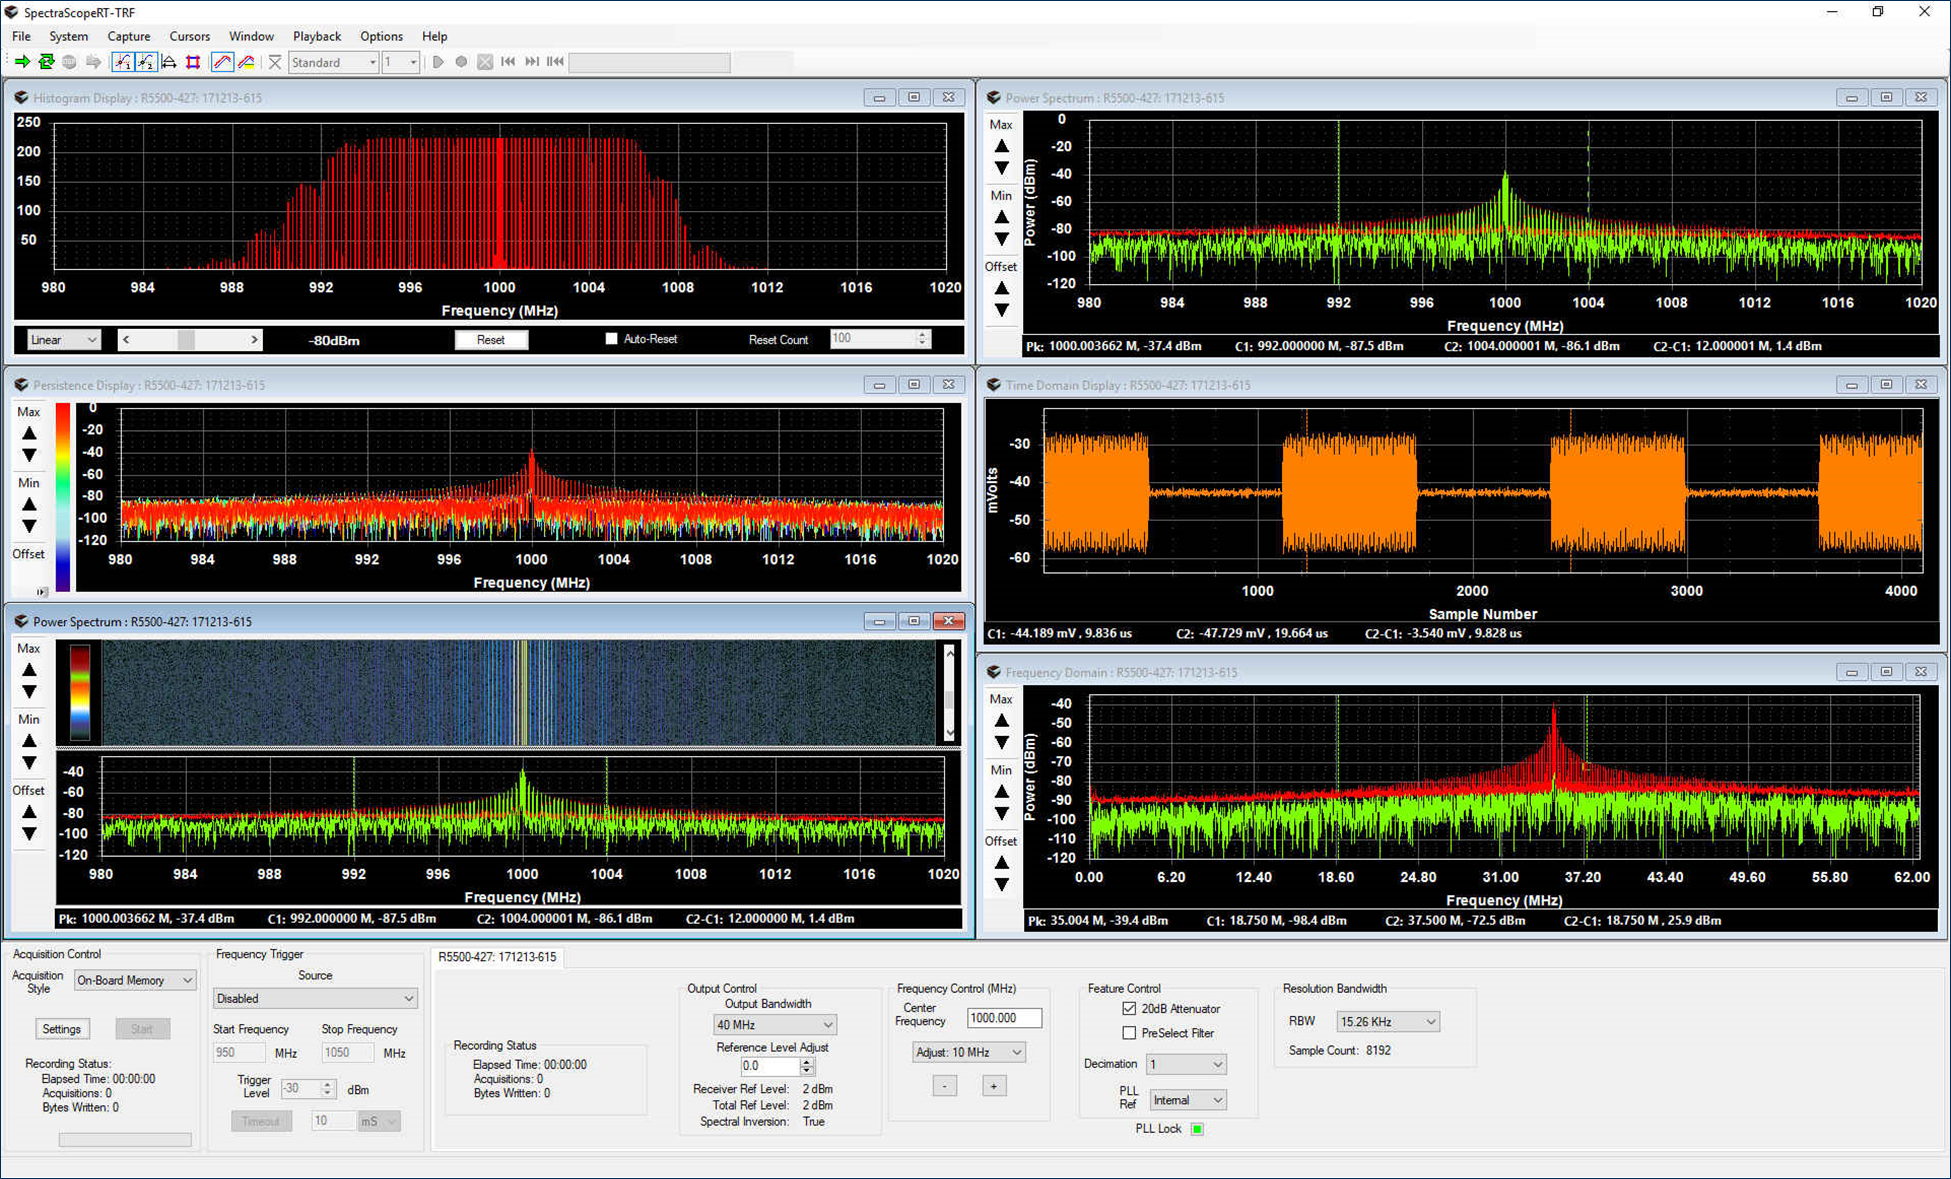 SpectraScopeRT-TRF
File System Capture Cursors Window Playback Options Help
Standard 1
Histogram Display : R5500-427: 171213-615
250
200
150
100
50
980 984 988 992 996 1000 1004 1008 1012 1016 1020
Frequency (MHz)
Linear < > -80dBm Reset Auto-Reset Reset Count 100
Power Spectrum : R5500-427: 171213-615
Max
Min
Offset
Power (dBm)
0
-20
-40
-60
-80
-100
-120
980 984 988 992 996 1000 1004 1008 1012 1016 1020
Frequency (MHz)
Pk: 1000.003662 M, -37.4 dBm C1: 992.000000 M, -87.5 dBm C2: 1004.000001 M, -86.1 dBm C2-C1: 12.000001 M, 1.4 dBm
Persistence Display : R5500-427: 171213-615
Max
Min
Offset
0
-20
-40
-60
-80
-100
-120
980 984 988 992 996 1000 1004 1008 1012 1016 1020
Frequency (MHz)
Time Domain Display : R5500-427: 171213-615
mVolts
-30
-40
-50
-60
1000 2000 3000 4000
Sample Number
C1: -44.189 mV , 9.836 us C2: -47.729 mV , 19.664 us C2-C1: -3.540 mV , 9.828 us
Power Spectrum : R5500-427: 171213-615
Max
Min
Offset
-40
-60
-80
-100
-120
980 984 988 992 996 1000 1004 1008 1012 1016 1020
Frequency (MHz)
Pk: 1000.003662 M, -37.4 dBm C1: 992.000000 M, -87.5 dBm C2: 1004.000001 M, -86.1 dBm C2-C1: 12.000000 M, 1.4 dBm
Frequency Domain : R5500-427: 171213-615
Max
Min
Offset
Power (dBm)
-40
-50
-60
-70
-80
-90
-100
-110
-120
0.00 6.20 12.40 18.60 24.80 31.00 37.20 43.40 49.60 55.80 62.00
Frequency (MHz)
Pk: 35.004 M, -39.4 dBm C1: 18.750 M, -98.4 dBm C2: 37.500 M, -72.5 dBm C2-C1: 18.750 M , 25.9 dBm
Acquisition Control
Acquisition Style On-Board Memory
Settings Start
Recording Status:
Elapsed Time: 00:00:00
Acquisitions: 0
Bytes Written: 0
Frequency Trigger
Source
Disabled
Start Frequency Stop Frequency
950 MHz 1050 MHz
Trigger Level -30 dBm
Timeout 10 mS
R5500-427: 171213-615
Recording Status
Elapsed Time: 00:00:00
Acquisitions: 0
Bytes Written: 0
Output Control
Output Bandwidth
40 MHz
Reference Level Adjust
0.0
Receiver Ref Level: 2 dBm
Total Ref Level: 2 dBm
Spectral Inversion: True
Frequency Control (MHz)
Center Frequency 1000.000
Adjust: 10 MHz
- +
Feature Control
20dB Attenuator
PreSelect Filter
Decimation 1
PLL Ref Internal
PLL Lock
Resolution Bandwidth
RBW 15.26 KHz
Sample Count: 8192